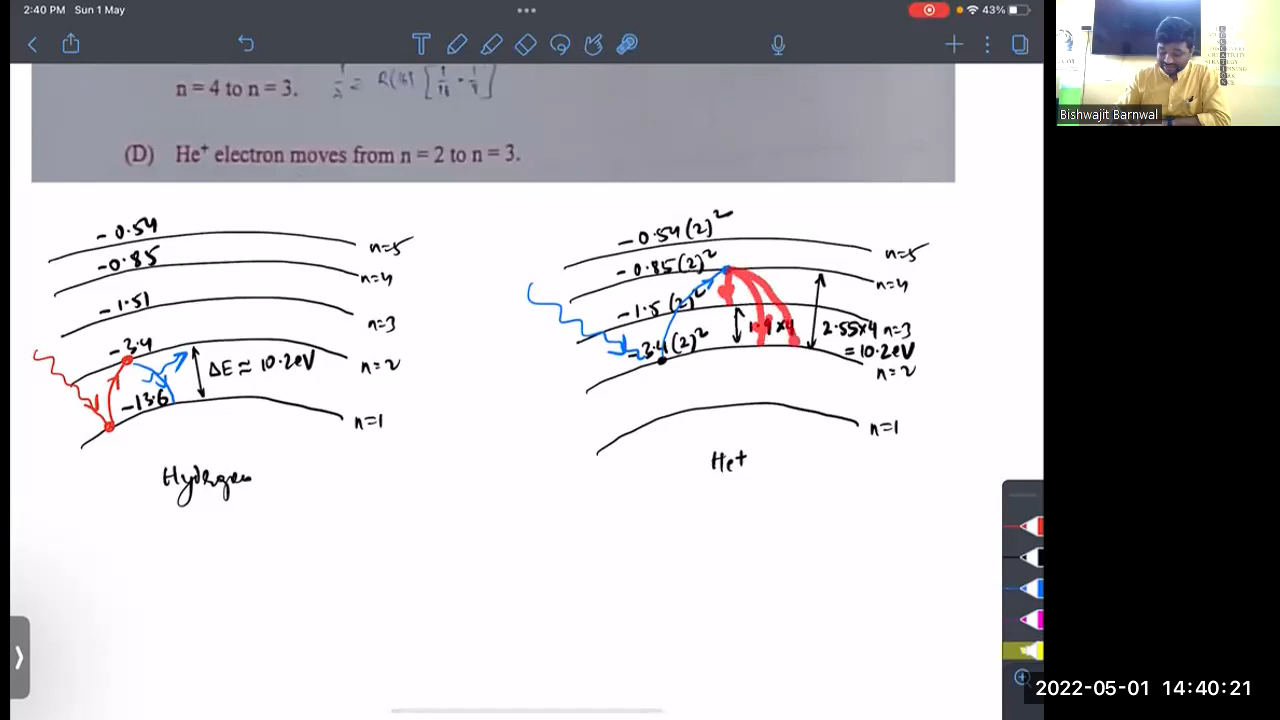 2:40 PM Sun 1 May
43%
n = 4 to n = 3.
(D) He⁺ electron moves from n = 2 to n = 3.
Bishwajit Barnwal
-0.54
n=5
-0.85
n=4
-1.51
n=3
-3.4
n=2
ΔE ≈ 10.2eV
-13.6
n=1
Hydrogen
-0.54(2)²
n=5
-0.85(2)²
n=4
-1.5(2)²
1.9×4
2.55×4
n=3
-3.4(2)²
= 10.2eV
n=2
n=1
He+
2022-05-01 14:40:21